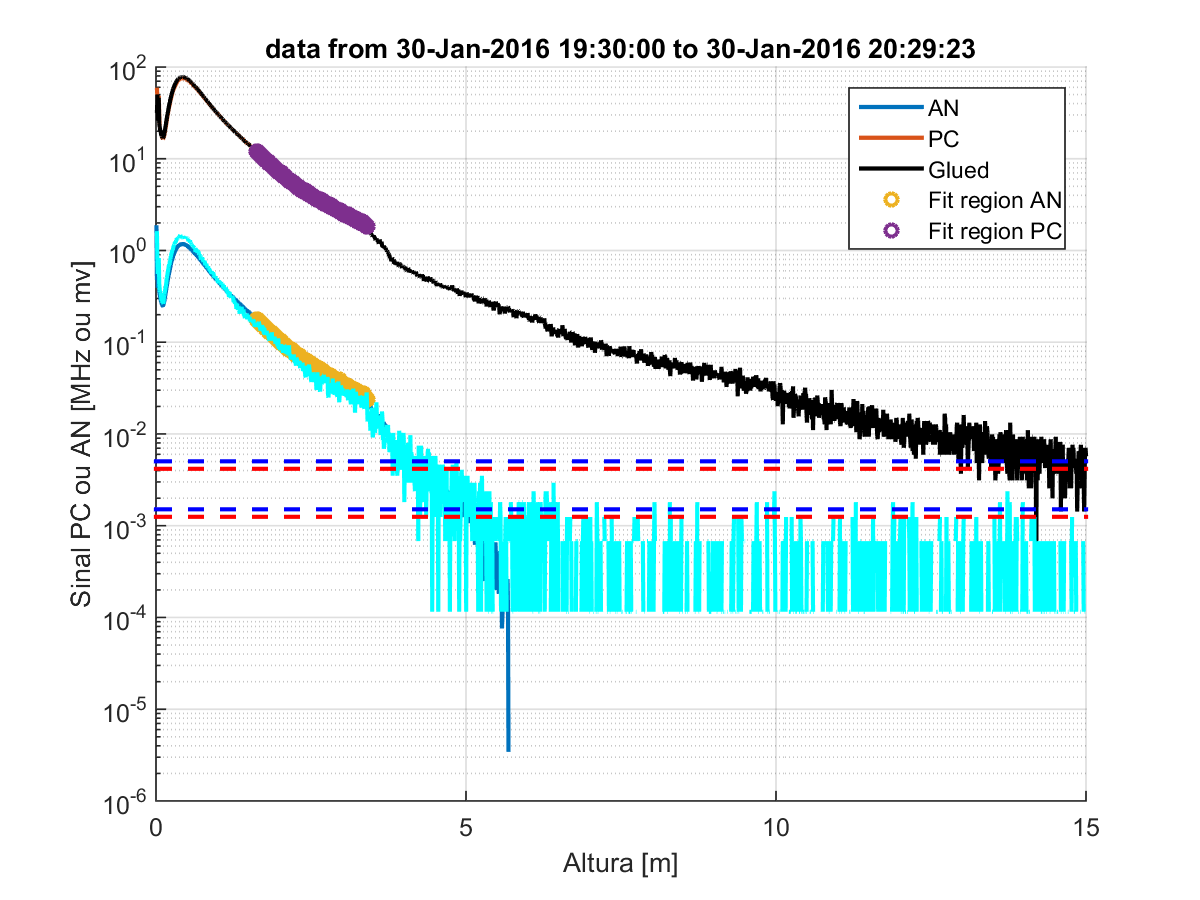 data from 30-Jan-2016 19:30:00 to 30-Jan-2016 20:29:23
AN
PC
Glued
Fit region AN
Fit region PC
Sinal PC ou AN [MHz ou mv]
10^2
10^1
10^0
10^-1
10^-2
10^-3
10^-4
10^-5
10^-6
0 5 10 15
Altura [m]